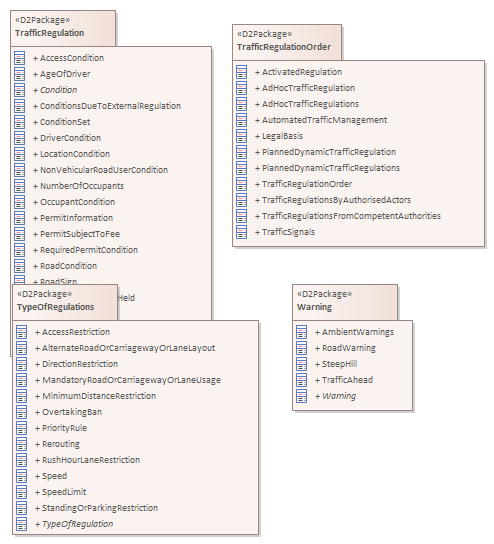 «D2Package»
TrafficRegulation
+ AccessCondition
+ AgeOfDriver
+ Condition
+ ConditionsDueToExternalRegulation
+ ConditionSet
+ DriverCondition
+ LocationCondition
+ NonVehicularRoadUserCondition
+ NumberOfOccupants
+ OccupantCondition
+ PermitInformation
+ PermitSubjectToFee
+ RequiredPermitCondition
+ RoadCondition
+ RoadSign
Held
«D2Package»
TrafficRegulationOrder
+ ActivatedRegulation
+ AdHocTrafficRegulation
+ AdHocTrafficRegulations
+ AutomatedTrafficManagement
+ LegalBasis
+ PlannedDynamicTrafficRegulation
+ PlannedDynamicTrafficRegulations
+ TrafficRegulationOrder
+ TrafficRegulationsByAuthorisedActors
+ TrafficRegulationsFromCompetentAuthorities
+ TrafficSignals
«D2Package»
TypeOfRegulations
+ AccessRestriction
+ AlternateRoadOrCarriagewayOrLaneLayout
+ DirectionRestriction
+ MandatoryRoadOrCarriagewayOrLaneUsage
+ MinimumDistanceRestriction
+ OvertakingBan
+ PriorityRule
+ Rerouting
+ RushHourLaneRestriction
+ Speed
+ SpeedLimit
+ StandingOrParkingRestriction
+ TypeOfRegulation
«D2Package»
Warning
+ AmbientWarnings
+ RoadWarning
+ SteepHill
+ TrafficAhead
+ Warning